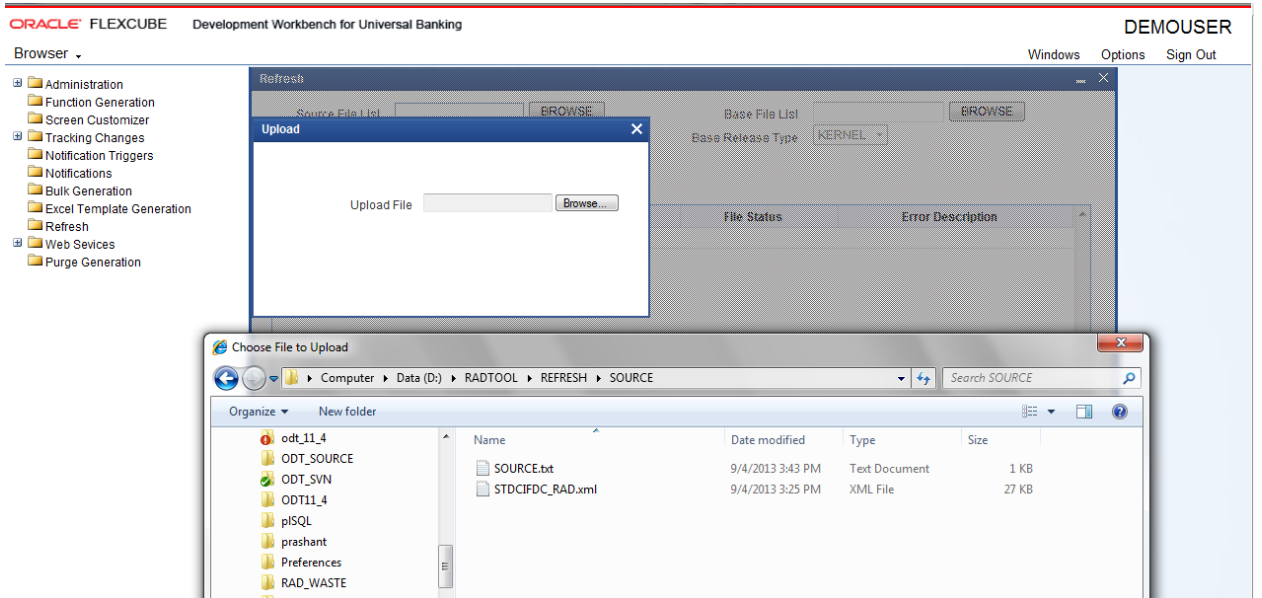 ORACLE FLEXCUBE Development Workbench for Universal Banking
DEMOUSER
Browser
Windows Options Sign Out
Administration
Function Generation
Screen Customizer
Tracking Changes
Notification Triggers
Notifications
Bulk Generation
Excel Template Generation
Refresh
Web Sevices
Purge Generation
Refresh
Source File List BROWSE Base File List BROWSE
Base Release Type KERNEL
File Status Error Description
Upload
Upload File Browse...
Choose File to Upload
Computer Data (D:) RADTOOL REFRESH SOURCE Search SOURCE
Organize New folder
odt_11_4
ODT_SOURCE
ODT_SVN
ODT11_4
plSQL
prashant
Preferences
RAD_WASTE
Name Date modified Type Size
SOURCE.txt 9/4/2013 3:43 PM Text Document 1 KB
STDCIFDC_RAD.xml 9/4/2013 3:25 PM XML File 27 KB